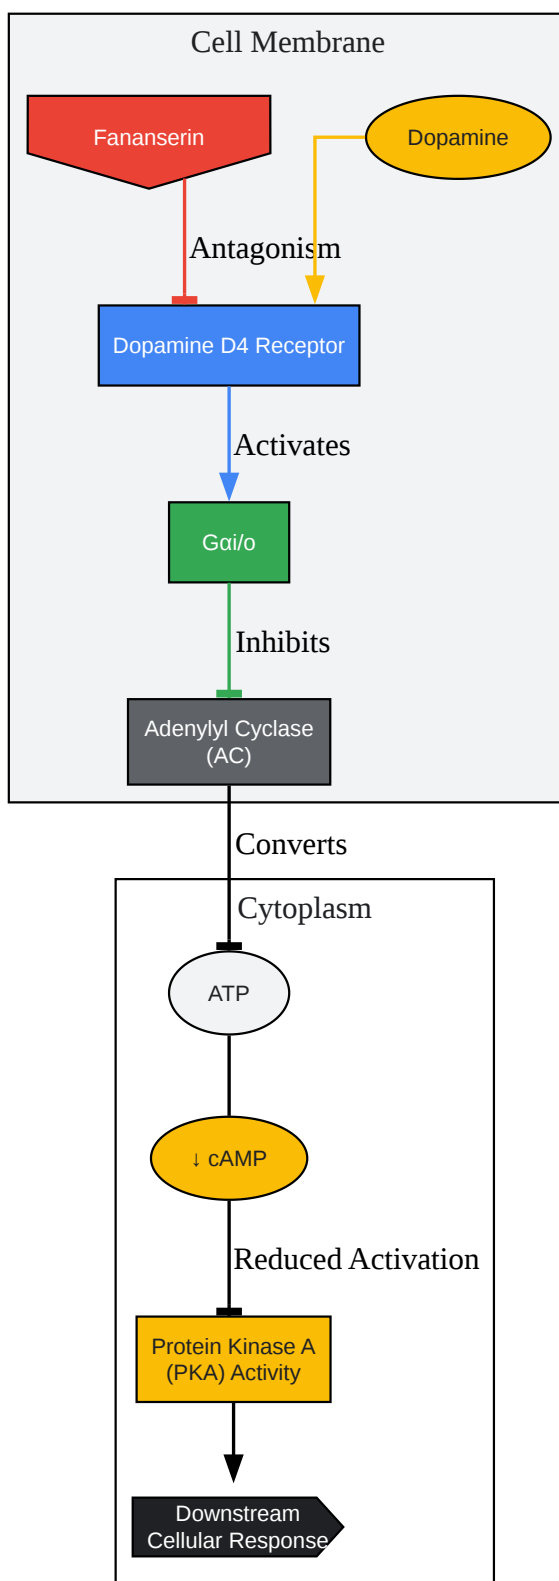 Cell Membrane
Fananserin
Dopamine
Antagonism
Dopamine D4 Receptor
Activates
Gαi/o
Inhibits
Adenylyl Cyclase
(AC)
Converts
Cytoplasm
ATP
↓ cAMP
Reduced Activation
Protein Kinase A
(PKA) Activity
Downstream
Cellular Response